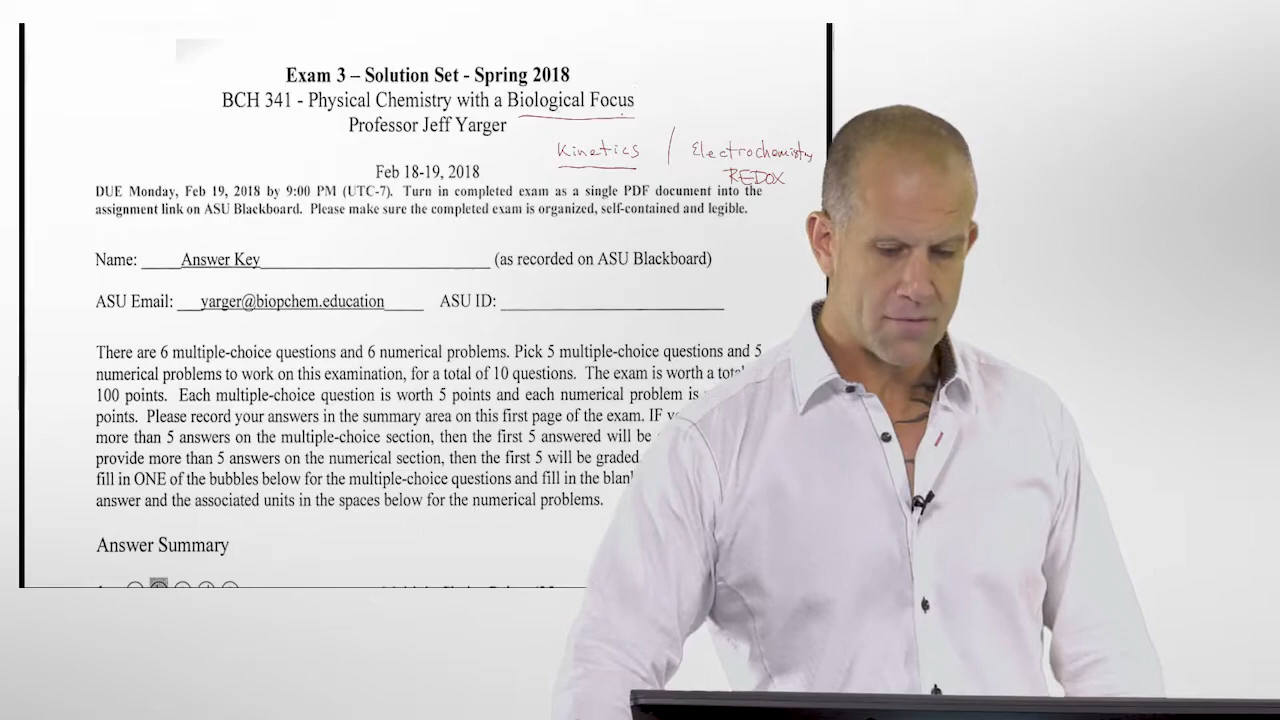 Exam 3 – Solution Set - Spring 2018
BCH 341 - Physical Chemistry with a Biological Focus
Professor Jeff Yarger
Kinetics / Electrochemistry
REDOX
Feb 18-19, 2018
DUE Monday, Feb 19, 2018 by 9:00 PM (UTC-7). Turn in completed exam as a single PDF document into the
assignment link on ASU Blackboard. Please make sure the completed exam is organized, self-contained and legible.
Name: Answer Key (as recorded on ASU Blackboard)
ASU Email: yarger@biopchem.education ASU ID:
There are 6 multiple-choice questions and 6 numerical problems. Pick 5 multiple-choice questions and 5
numerical problems to work on this examination, for a total of 10 questions. The exam is worth a
100 points. Each multiple-choice question is worth 5 points and each numerical problem is
points. Please record your answers in the summary area on this first page of the exam. IF
more than 5 answers on the multiple-choice section, then the first 5 answered will be
provide more than 5 answers on the numerical section, then the first 5 will be graded
fill in ONE of the bubbles below for the multiple-choice questions and fill in the
answer and the associated units in the spaces below for the numerical problems.
Answer Summary